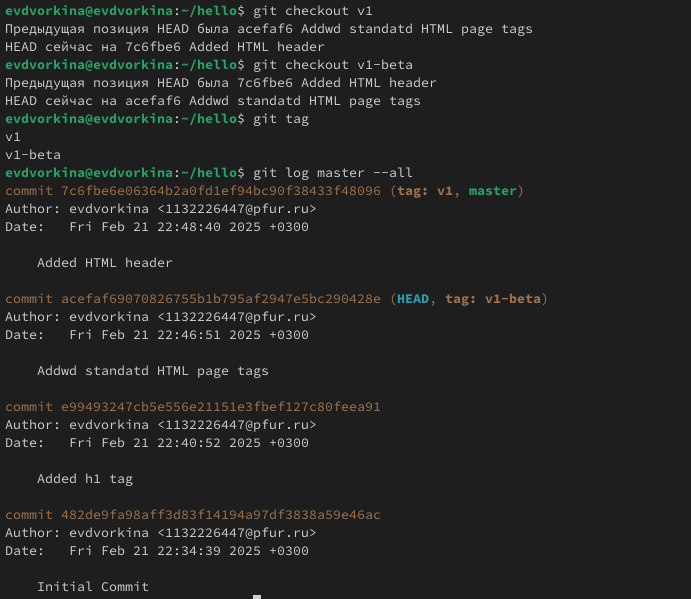 evdvorkina@evdvorkina:~/hello$ git checkout v1
Предыдущая позиция HEAD была acefaf6 Addwd standatd HTML page tags
HEAD сейчас на 7c6fbe6 Added HTML header
evdvorkina@evdvorkina:~/hello$ git checkout v1-beta
Предыдущая позиция HEAD была 7c6fbe6 Added HTML header
HEAD сейчас на acefaf6 Addwd standatd HTML page tags
evdvorkina@evdvorkina:~/hello$ git tag
v1
v1-beta
evdvorkina@evdvorkina:~/hello$ git log master --all
commit 7c6fbe6e06364b2a0fd1ef94bc90f38433f48096 (tag: v1, master)
Author: evdvorkina <1132226447@pfur.ru>
Date:   Fri Feb 21 22:48:40 2025 +0300
    Added HTML header
commit acefaf69070826755b1b795af2947e5bc290428e (HEAD, tag: v1-beta)
Author: evdvorkina <1132226447@pfur.ru>
Date:   Fri Feb 21 22:46:51 2025 +0300
    Addwd standatd HTML page tags
commit e99493247cb5e556e21151e3fbef127c80feea91
Author: evdvorkina <1132226447@pfur.ru>
Date:   Fri Feb 21 22:40:52 2025 +0300
    Added h1 tag
commit 482de9fa98aff3d83f14194a97df3838a59e46ac
Author: evdvorkina <1132226447@pfur.ru>
Date:   Fri Feb 21 22:34:39 2025 +0300
    Initial Commit